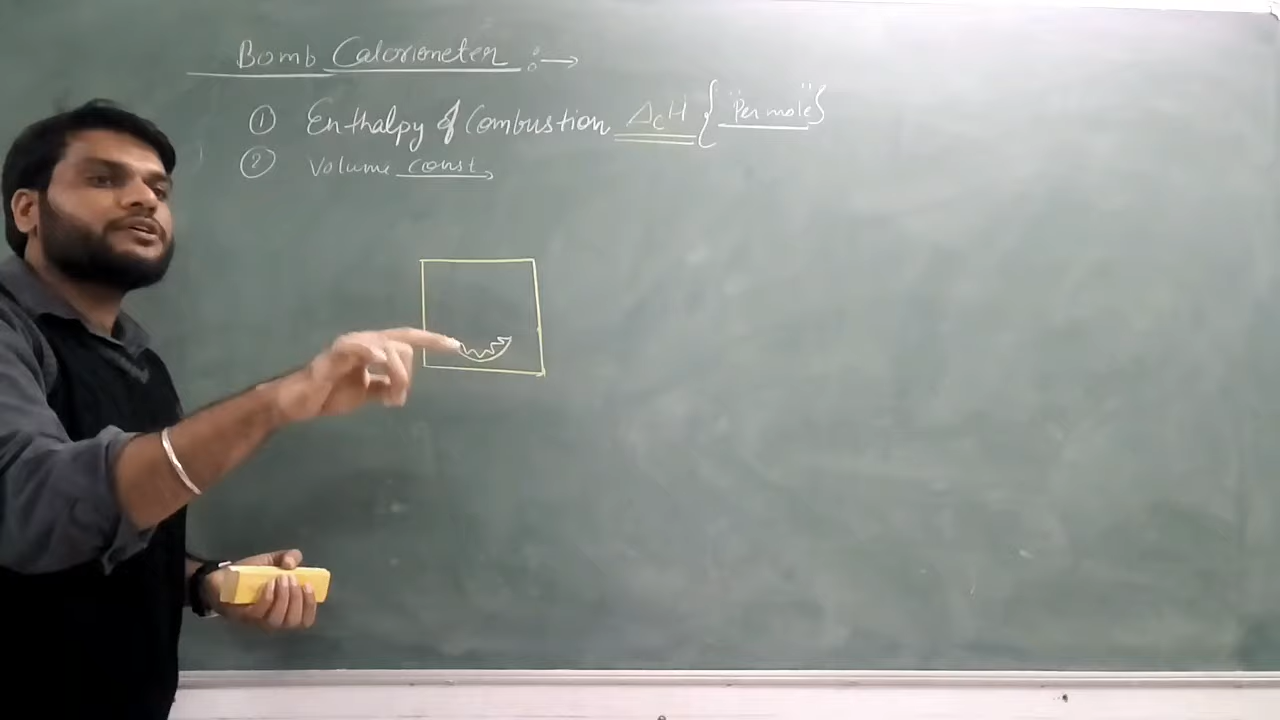 Bomb Calorimeter :→
① Enthalpy of Combustion ΔcH { "Per mole" }
② Volume const